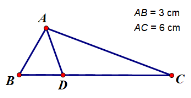 A
AB = 3 cm
AC = 6 cm
B
D
C